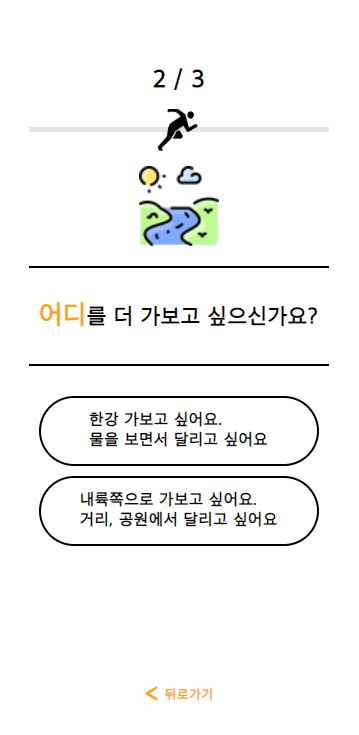 2 / 3
어디를 더 가보고 싶으신가요?
한강 가보고 싶어요.
물을 보면서 달리고 싶어요
내륙쪽으로 가보고 싶어요.
거리, 공원에서 달리고 싶어요
< 뒤로가기